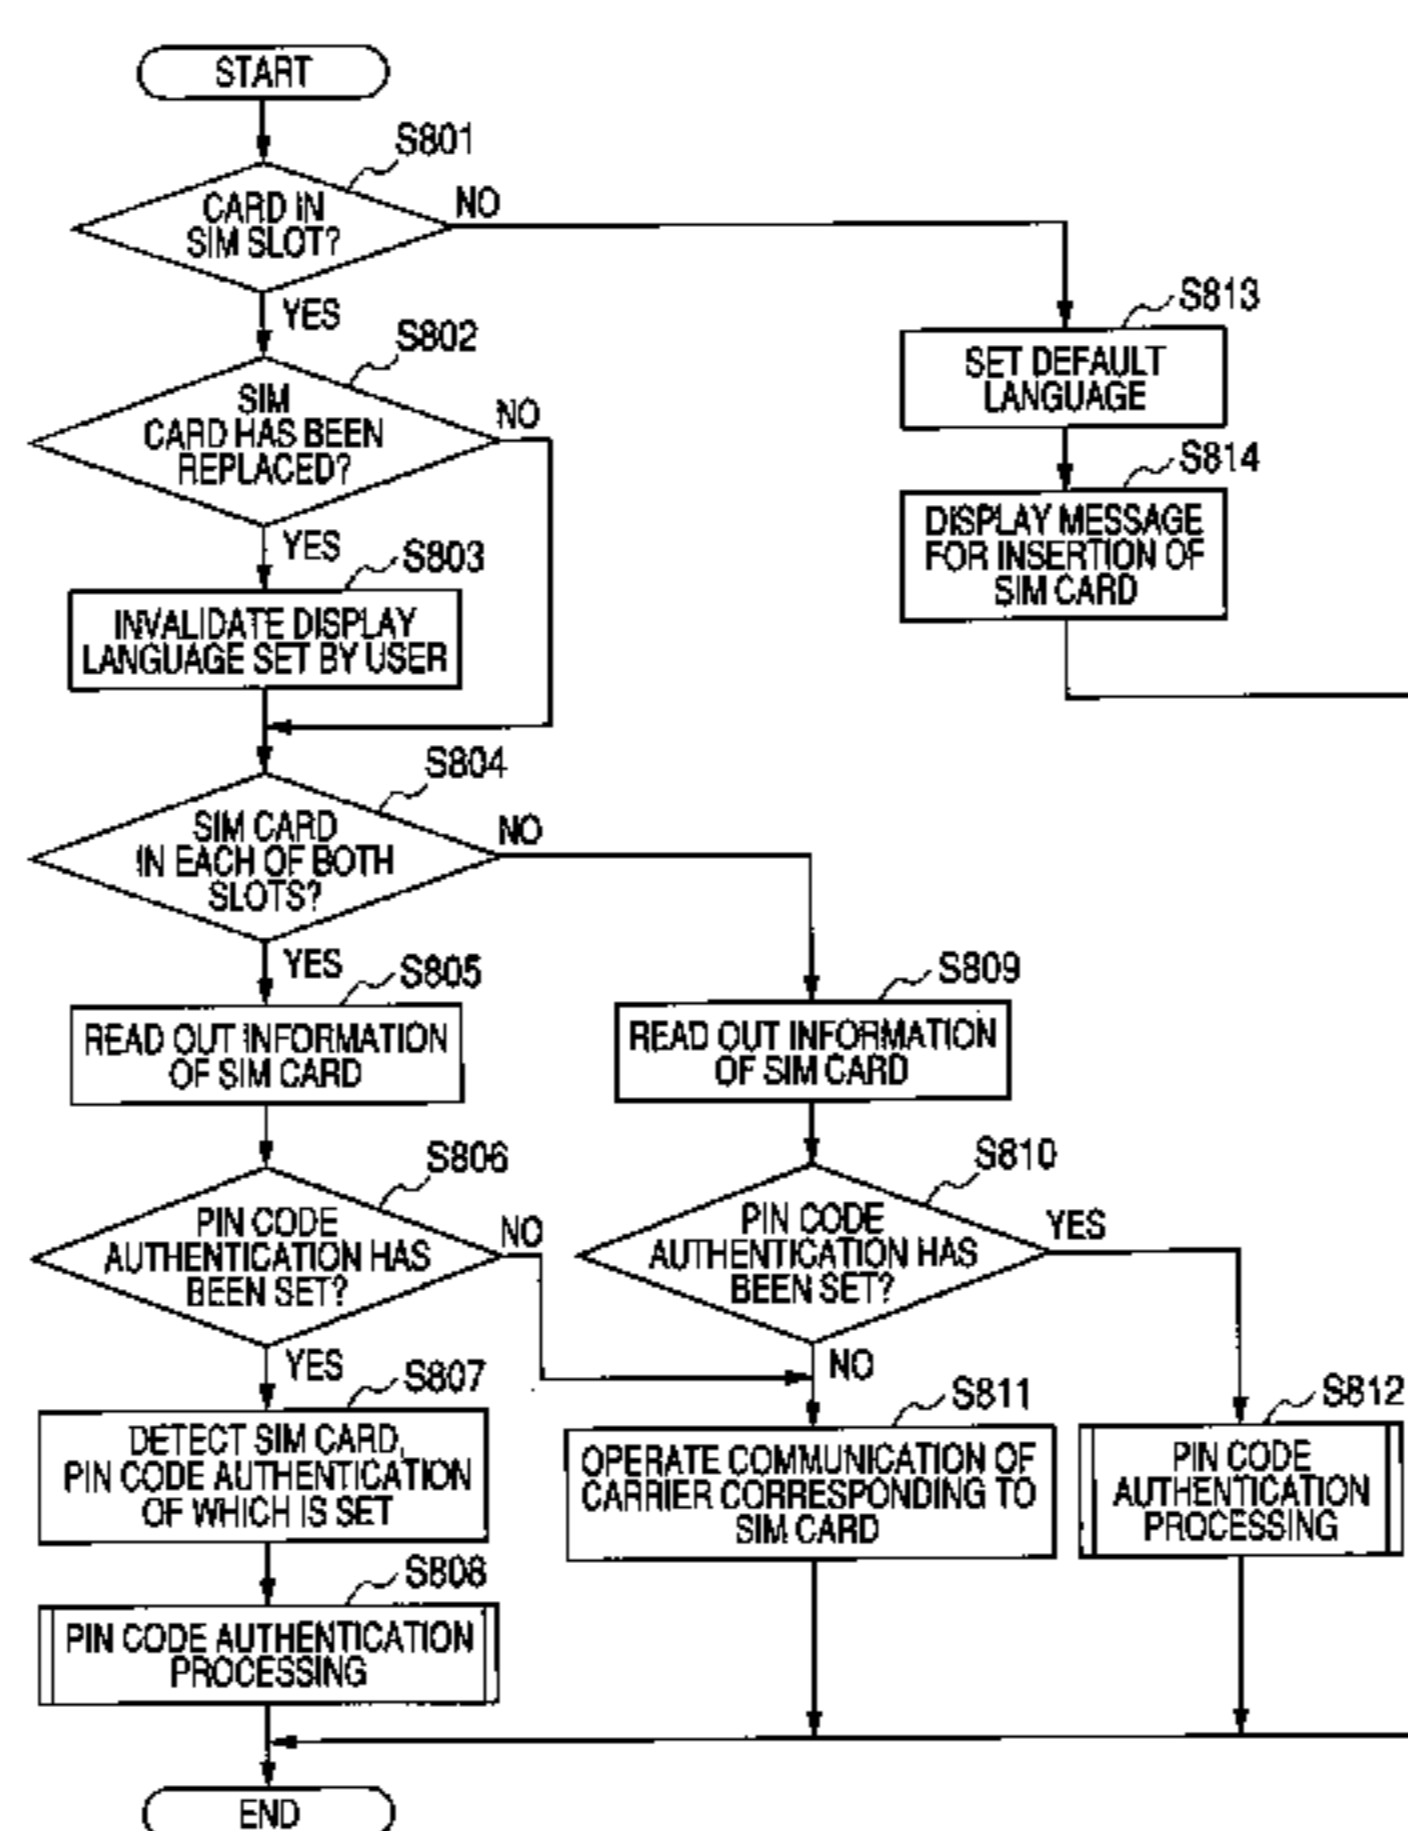 START
S801
CARD IN
SIM SLOT?
NO
YES
S802
SIM
CARD HAS BEEN
REPLACED?
NO
YES
S803
INVALIDATE DISPLAY
LANGUAGE SET BY USER
S804
SIM CARD
IN EACH OF BOTH
SLOTS?
NO
YES
S805
READ OUT INFORMATION
OF SIM CARD
S806
PIN CODE
AUTHENTICATION HAS
BEEN SET?
NO
YES
S807
DETECT SIM CARD,
PIN CODE AUTHENTICATION
OF WHICH IS SET
S808
PIN CODE AUTHENTICATION
PROCESSING
END
S809
READ OUT INFORMATION
OF SIM CARD
S810
PIN CODE
AUTHENTICATION HAS
BEEN SET?
YES
NO
S811
OPERATE COMMUNICATION OF
CARRIER CORRESPONDING TO
SIM CARD
S812
PIN CODE
AUTHENTICATION
PROCESSING
S813
SET DEFAULT
LANGUAGE
S814
DISPLAY MESSAGE
FOR INSERTION OF
SIM CARD